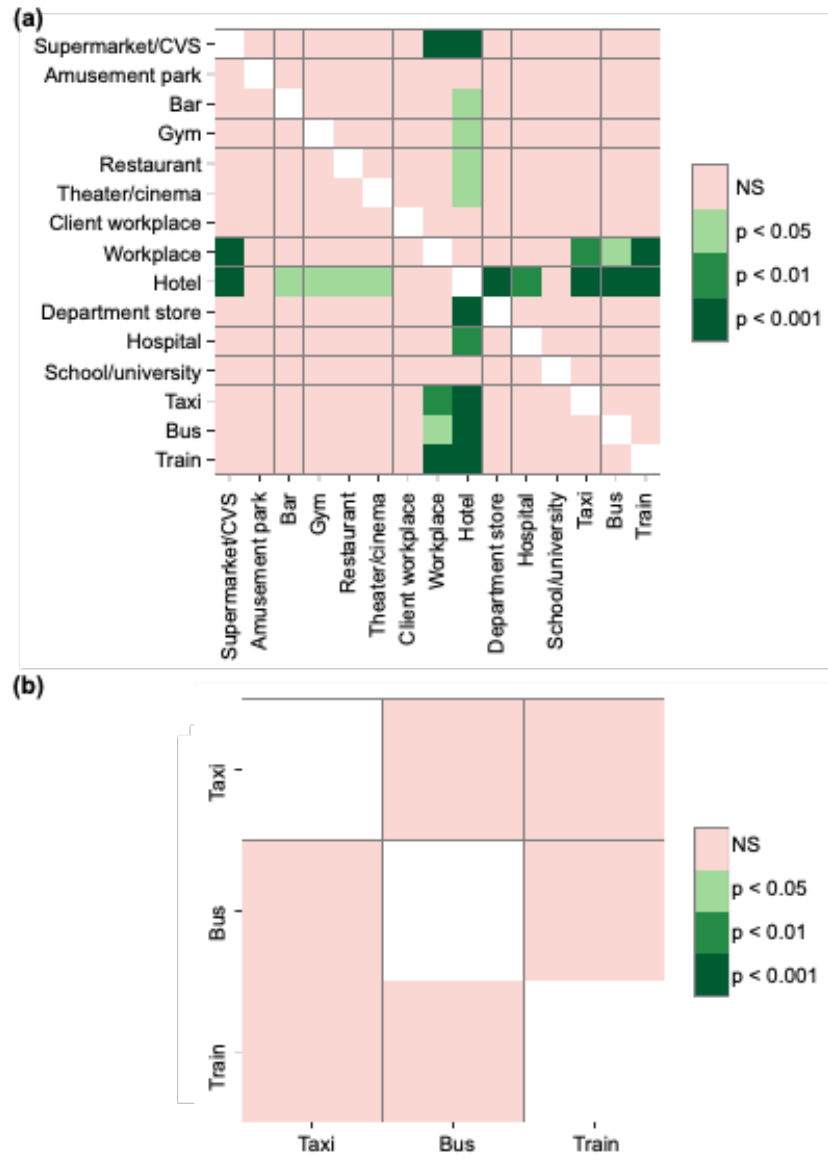 (a)
Supermarket/CVS
Amusement park
Bar
Gym
Restaurant
Theater/cinema
Client workplace
Workplace
Hotel
Department store
Hospital
School/university
Taxi
Bus
Train
NS
p < 0.05
p < 0.01
p < 0.001
Supermarket/CVS
Amusement park
Bar
Gym
Restaurant
Theater/cinema
Client workplace
Workplace
Hotel
Department store
Hospital
School/university
Taxi
Bus
Train
(b)
Taxi
Bus
Train
NS
p < 0.05
p < 0.01
p < 0.001
Taxi
Bus
Train